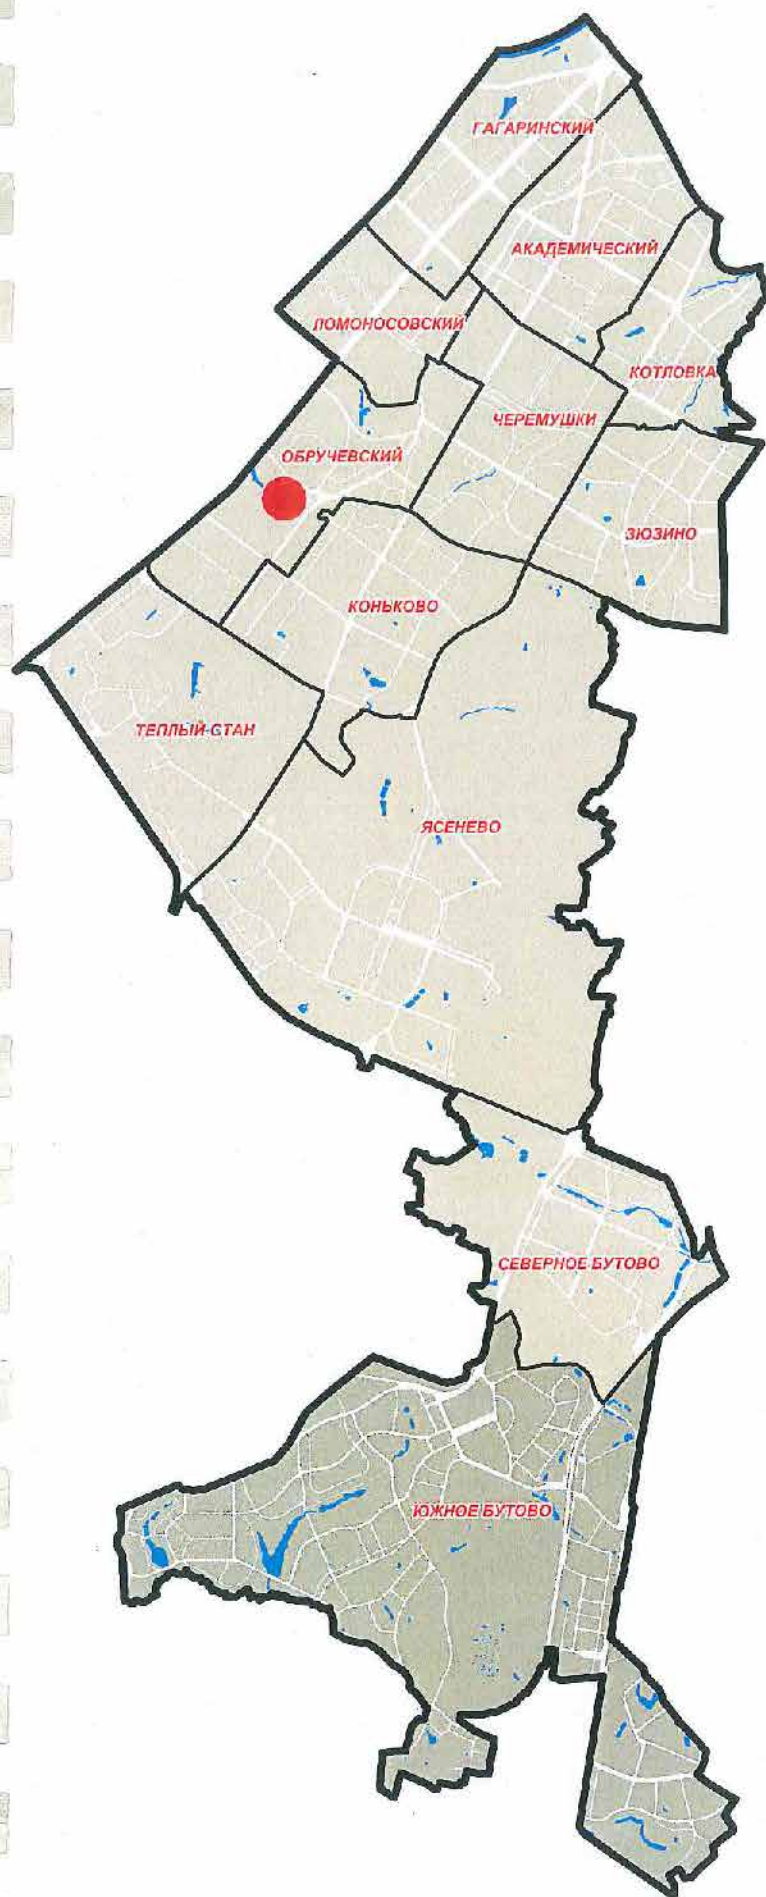 ГАГАРИНСКИЙ
АКАДЕМИЧЕСКИЙ
ЛОМОНОСОВСКИЙ
КОТЛОВКА
ЧЕРЕМУШКИ
ОБРУЧЕВСКИЙ
ЗЮЗИНО
КОНЬКОВО
ТЕПЛЫЙ СТАН
ЯСЕНЕВО
СЕВЕРНОЕ БУТОВО
ЮЖНОЕ БУТОВО